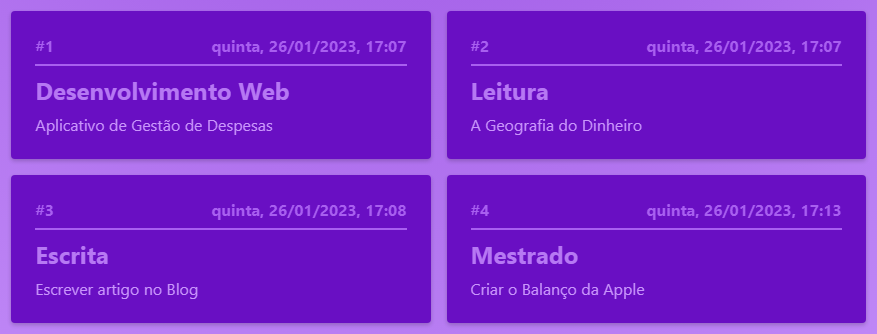 #1 quinta, 26/01/2023, 17:07
Desenvolvimento Web
Aplicativo de Gestão de Despesas
#2 quinta, 26/01/2023, 17:07
Leitura
A Geografia do Dinheiro
#3 quinta, 26/01/2023, 17:08
Escrita
Escrever artigo no Blog
#4 quinta, 26/01/2023, 17:13
Mestrado
Criar o Balanço da Apple